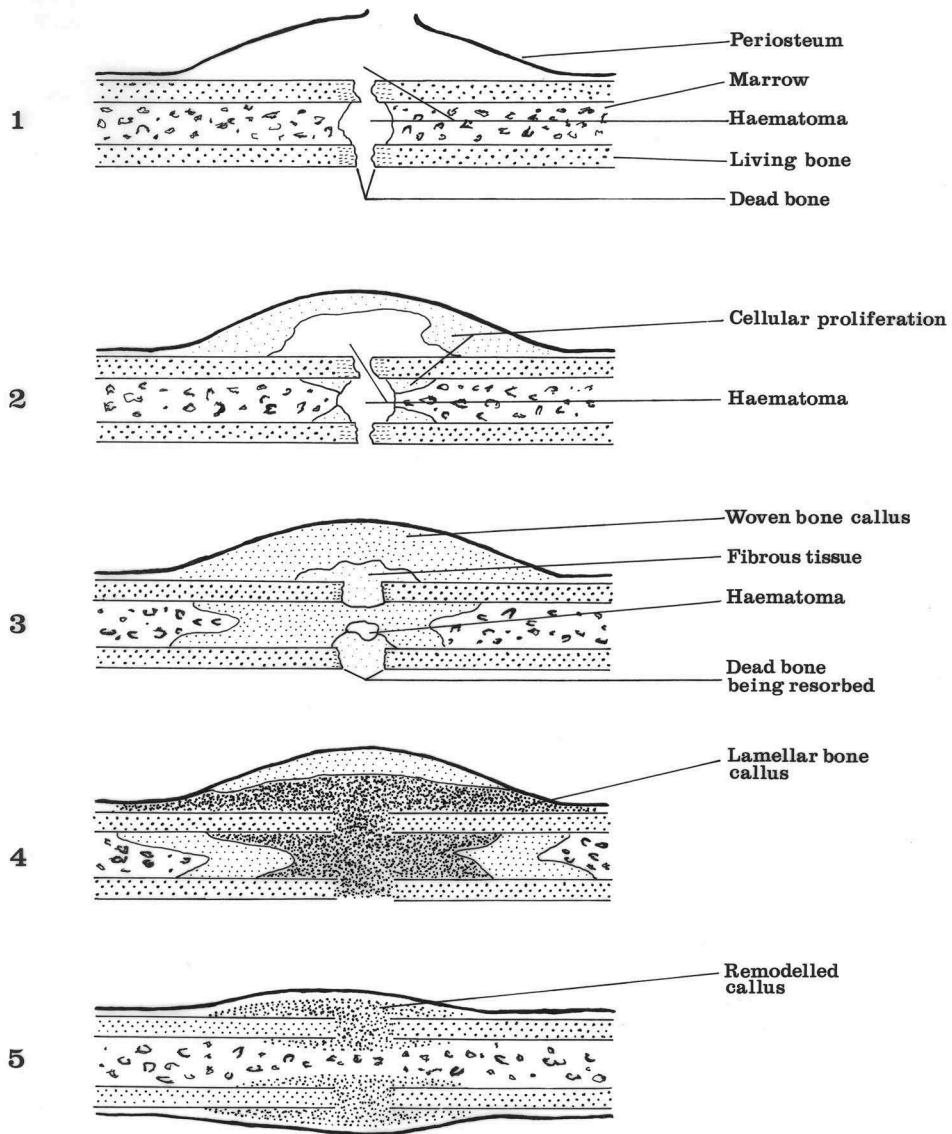 1
Periosteum
Marrow
Haematoma
Living bone
Dead bone
2
Cellular proliferation
Haematoma
3
Woven bone callus
Fibrous tissue
Haematoma
Dead bone
being resorbed
4
Lamellar bone
callus
5
Remodelled
callus